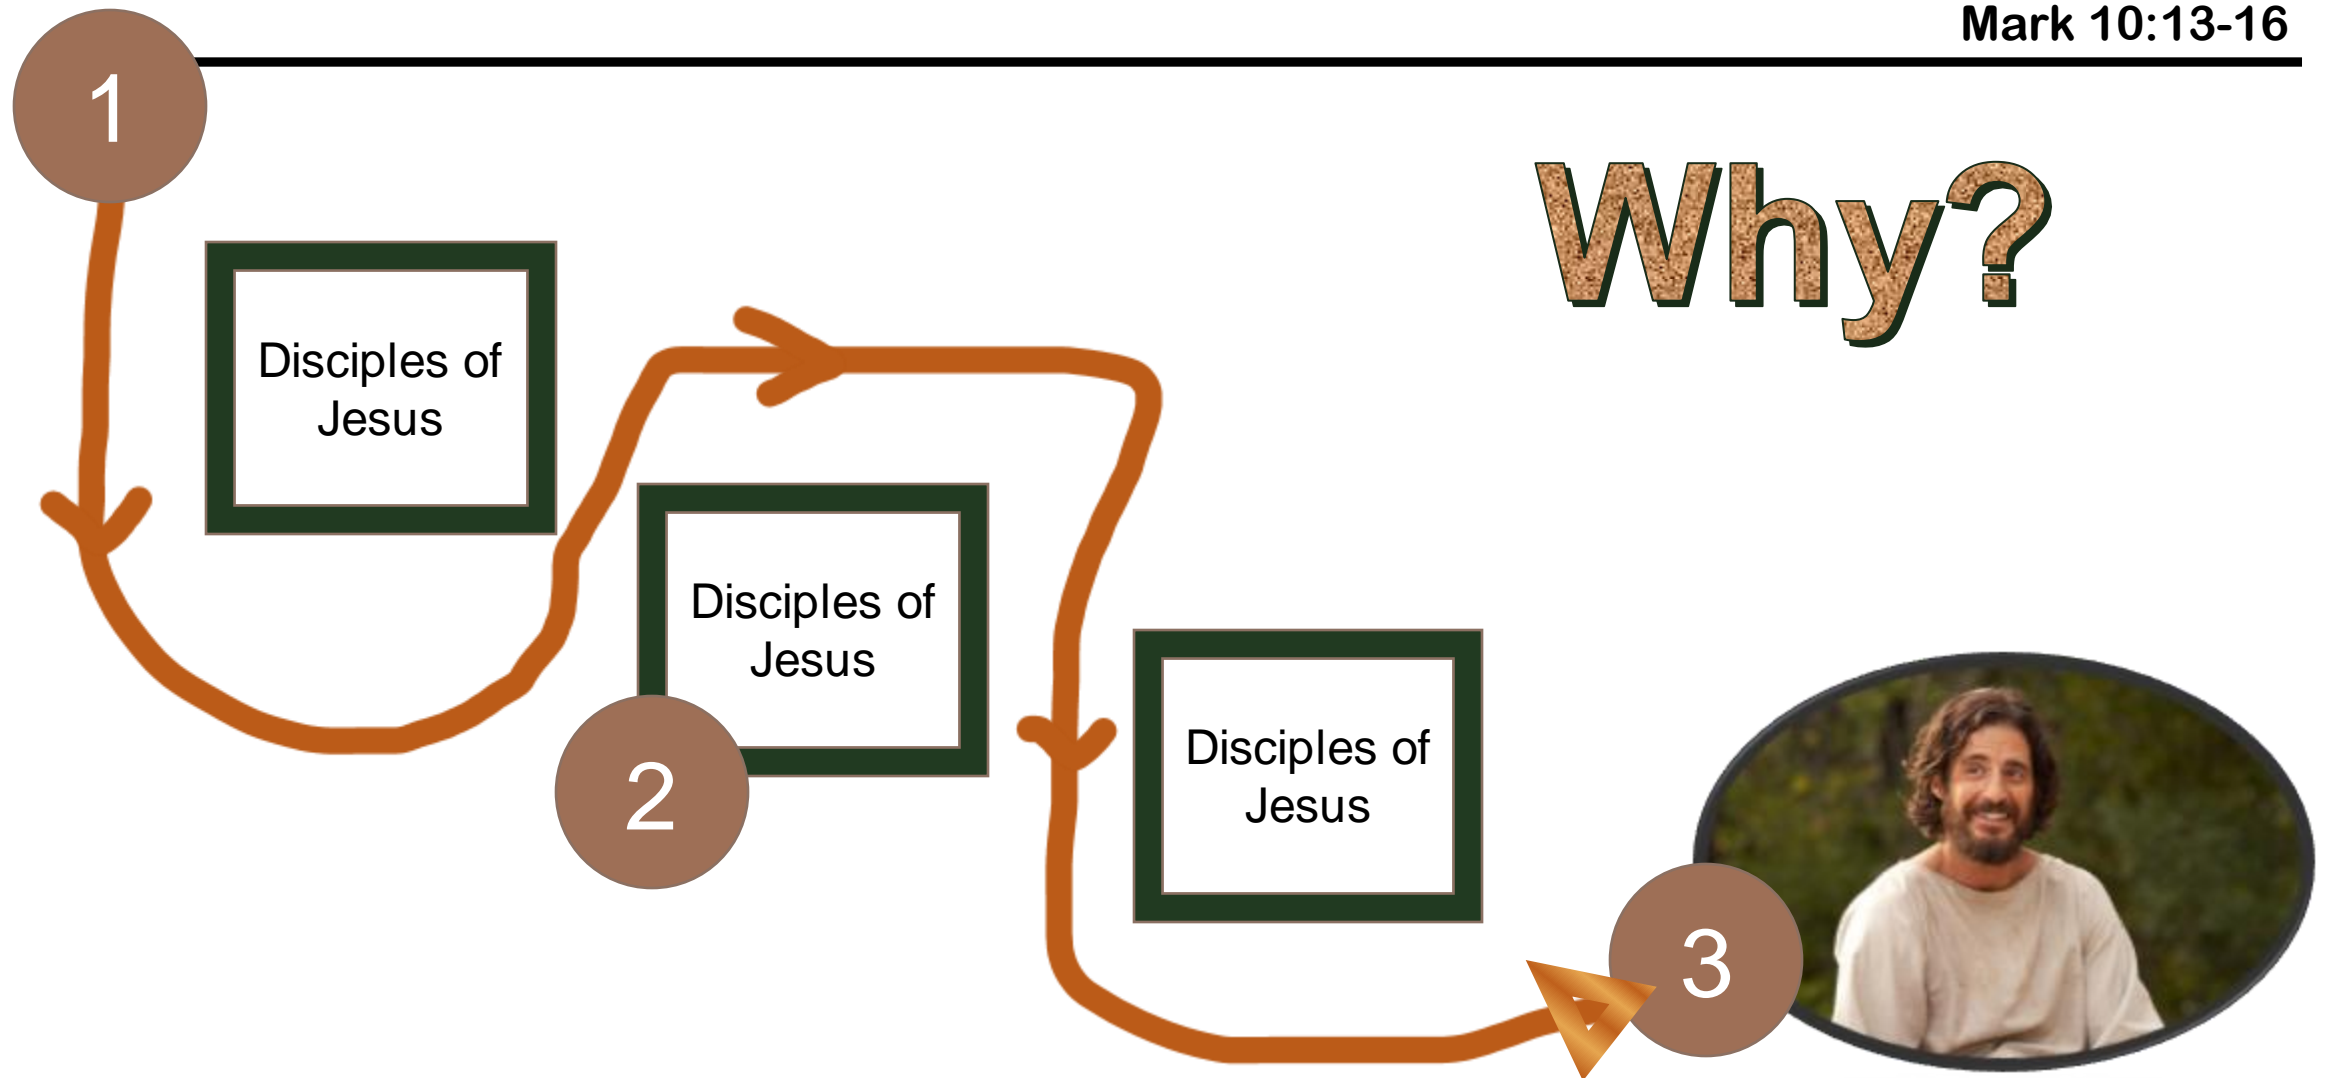 Mark 10:13-16
1
Why?
Disciples of
Jesus
Disciples of
Jesus
2
Disciples of
Jesus
3